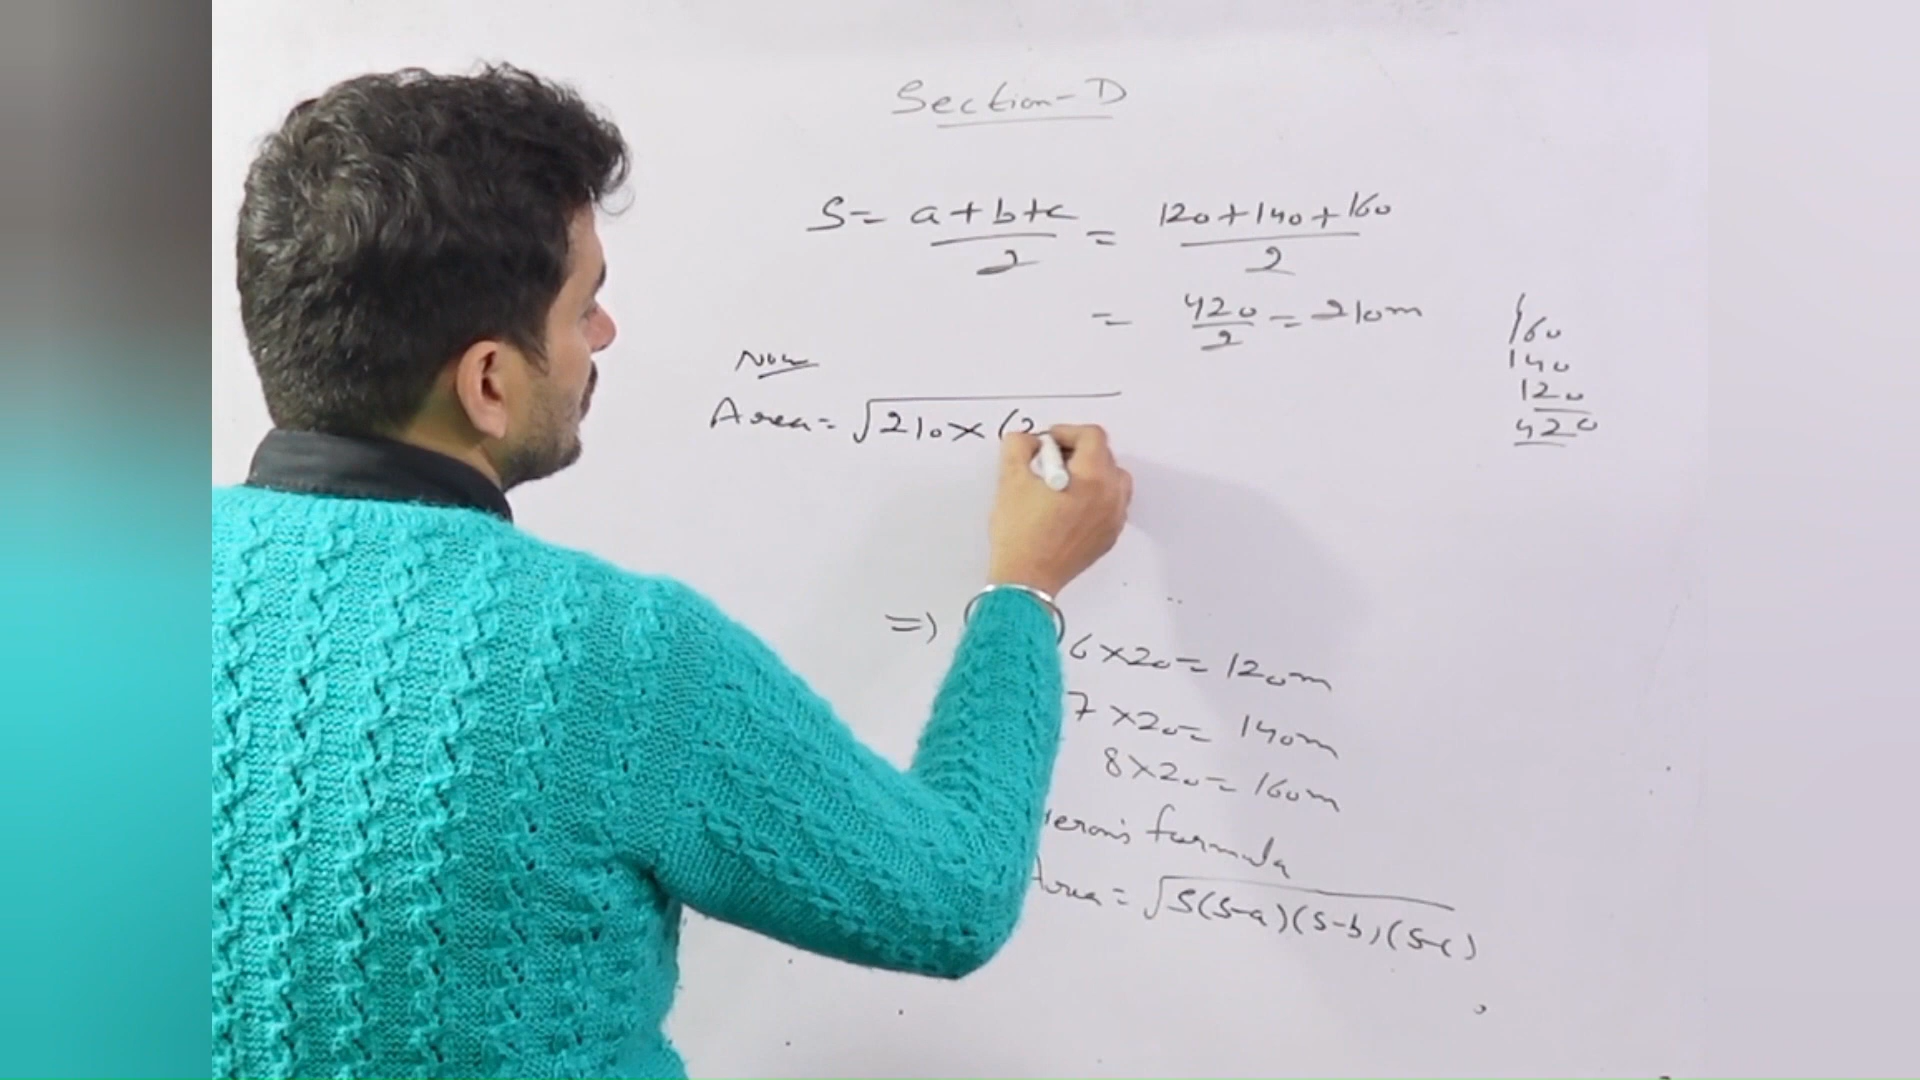 Section-D
S= a+b+c/2 = 120+140+160/2
= 420/2 = 210m
160
140
120
420
Now
Area= √210×(2
=)
6×20= 120m
7×20= 140m
8×20= 160m
eron's formula
Area= √S(S-a)(S-b)(S-c)